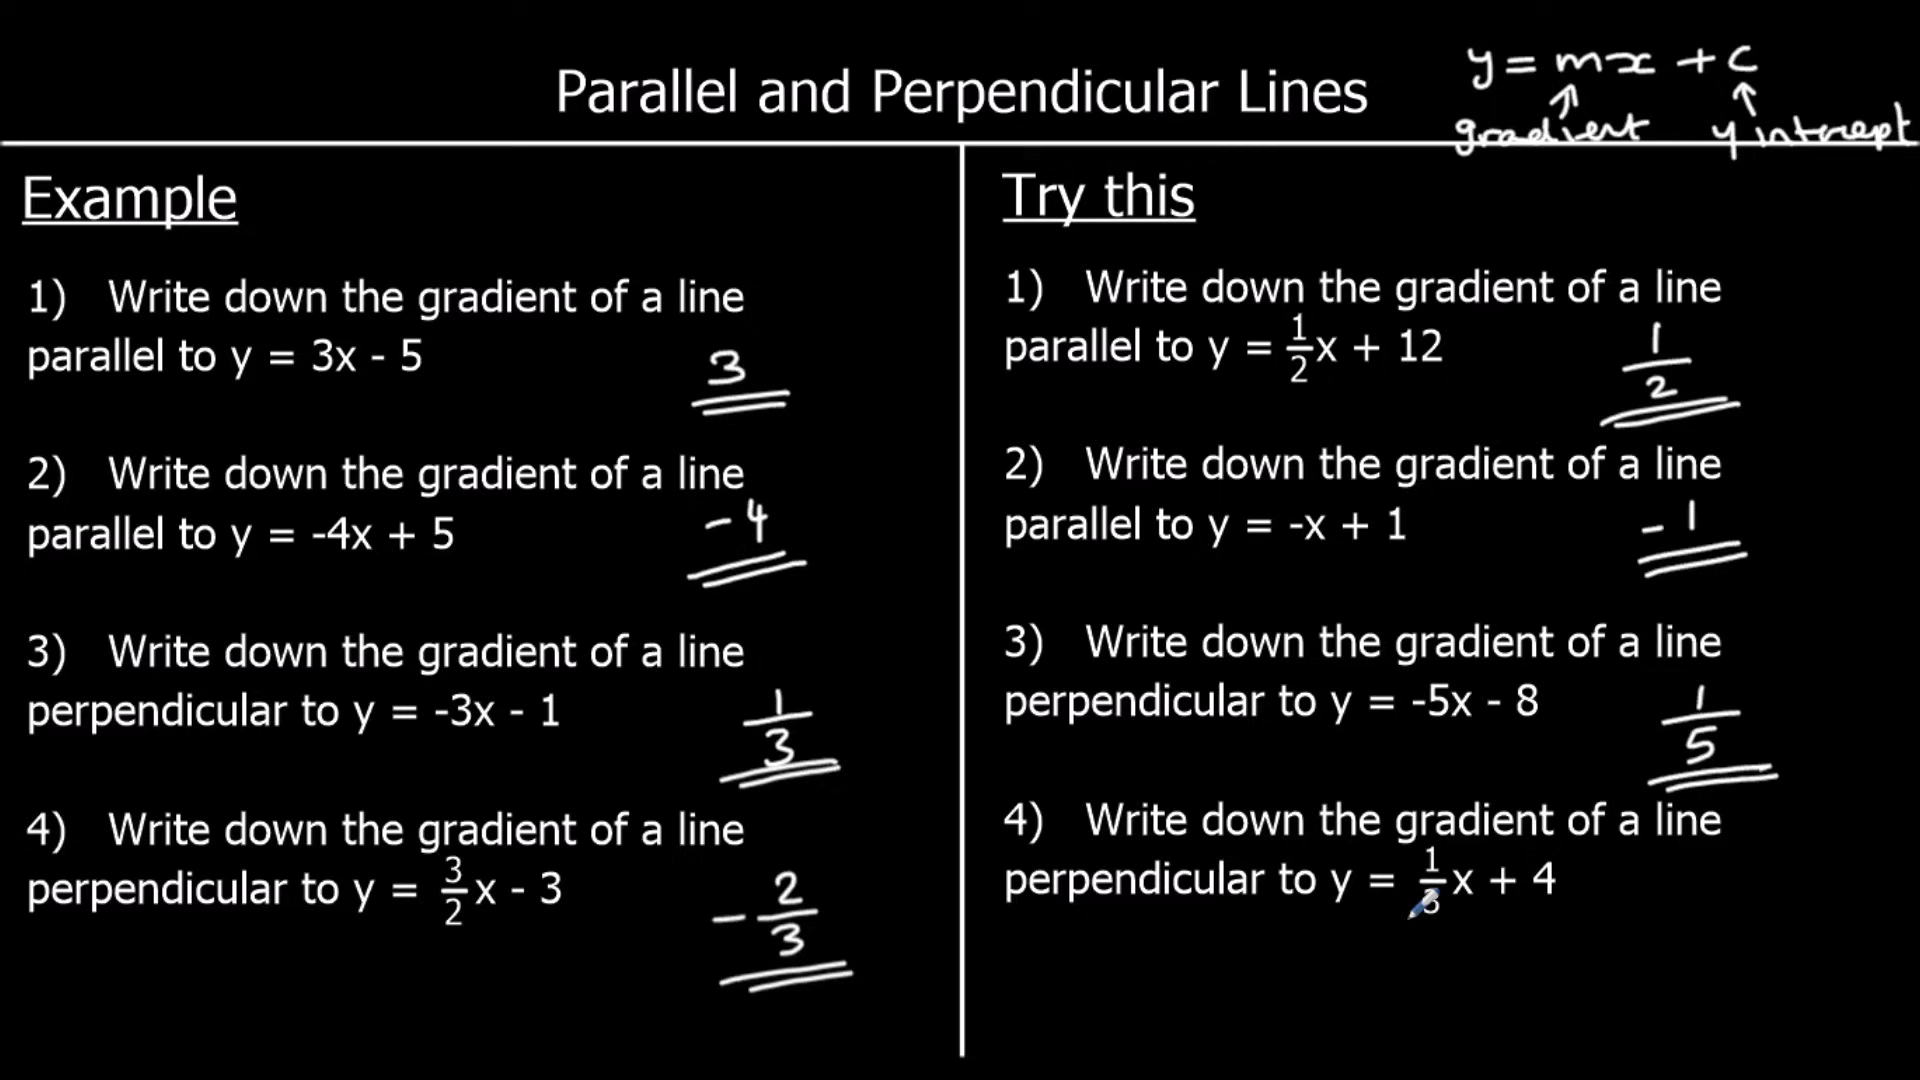 Parallel and Perpendicular Lines
y = mx + c
gradient y intercept
Example
1) Write down the gradient of a line
parallel to y = 3x - 5
3
2) Write down the gradient of a line
parallel to y = -4x + 5
-4
3) Write down the gradient of a line
perpendicular to y = -3x - 1
1/3
4) Write down the gradient of a line
perpendicular to y = 3/2x - 3
-2/3
Try this
1) Write down the gradient of a line
parallel to y = 1/2x + 12
1/2
2) Write down the gradient of a line
parallel to y = -x + 1
-1
3) Write down the gradient of a line
perpendicular to y = -5x - 8
1/5
4) Write down the gradient of a line
perpendicular to y = 1/3x + 4